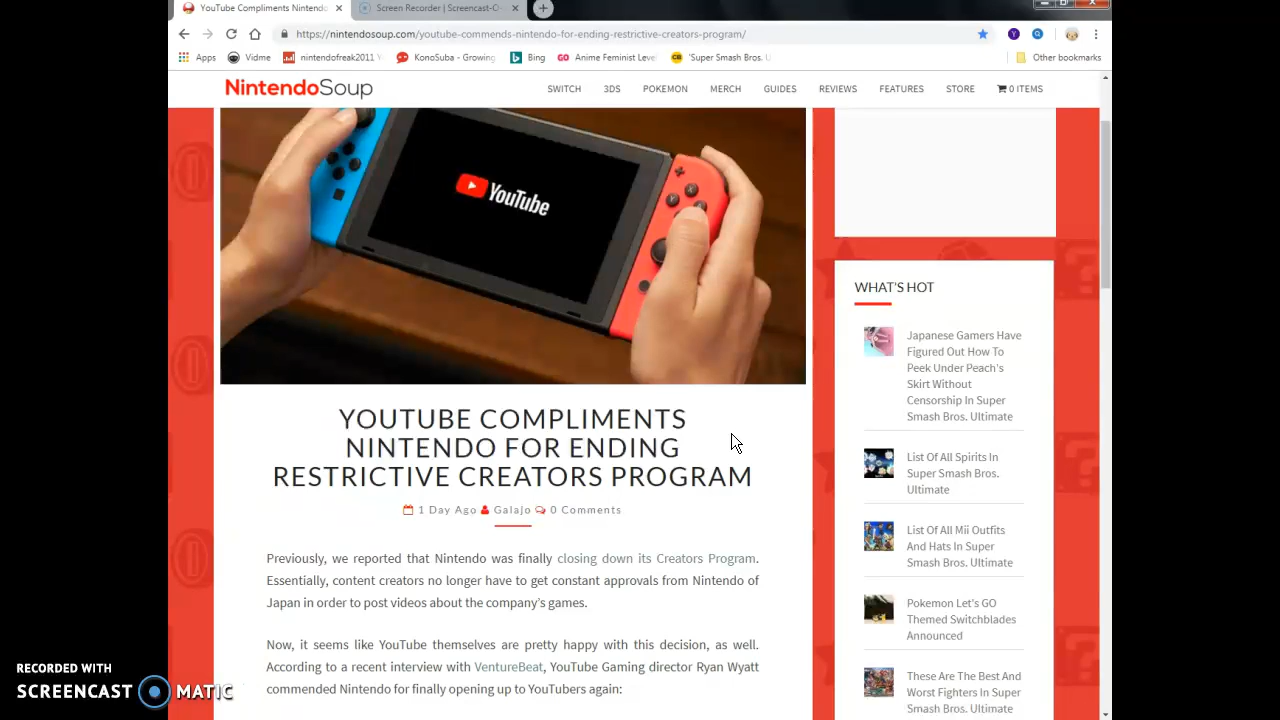 YouTube Compliments Nintendo
Screen Recorder | Screencast-O-
https://nintendosoup.com/youtube-commends-nintendo-for-ending-restrictive-creators-program/
Apps
Vidme
nintendofreak2011
KonoSuba - Growing
Bing
Anime Feminist Level
'Super Smash Bros. U
Other bookmarks
NintendoSoup
SWITCH
3DS
POKEMON
MERCH
GUIDES
REVIEWS
FEATURES
STORE
0 ITEMS
YouTube
YOUTUBE COMPLIMENTS
NINTENDO FOR ENDING
RESTRICTIVE CREATORS PROGRAM
1 Day Ago Galajo 0 Comments
Previously, we reported that Nintendo was finally closing down its Creators Program.
Essentially, content creators no longer have to get constant approvals from Nintendo of
Japan in order to post videos about the company's games.
Now, it seems like YouTube themselves are pretty happy with this decision, as well.
According to a recent interview with VentureBeat, YouTube Gaming director Ryan Wyatt
commended Nintendo for finally opening up to YouTubers again:
WHAT'S HOT
Japanese Gamers Have
Figured Out How To
Peek Under Peach's
Skirt Without
Censorship In Super
Smash Bros. Ultimate
List Of All Spirits In
Super Smash Bros.
Ultimate
List Of All Mii Outfits
And Hats In Super
Smash Bros. Ultimate
Pokemon Let's GO
Themed Switchblades
Announced
These Are The Best And
Worst Fighters In Super
Smash Bros. Ultimate
RECORDED WITH
SCREENCAST MATIC